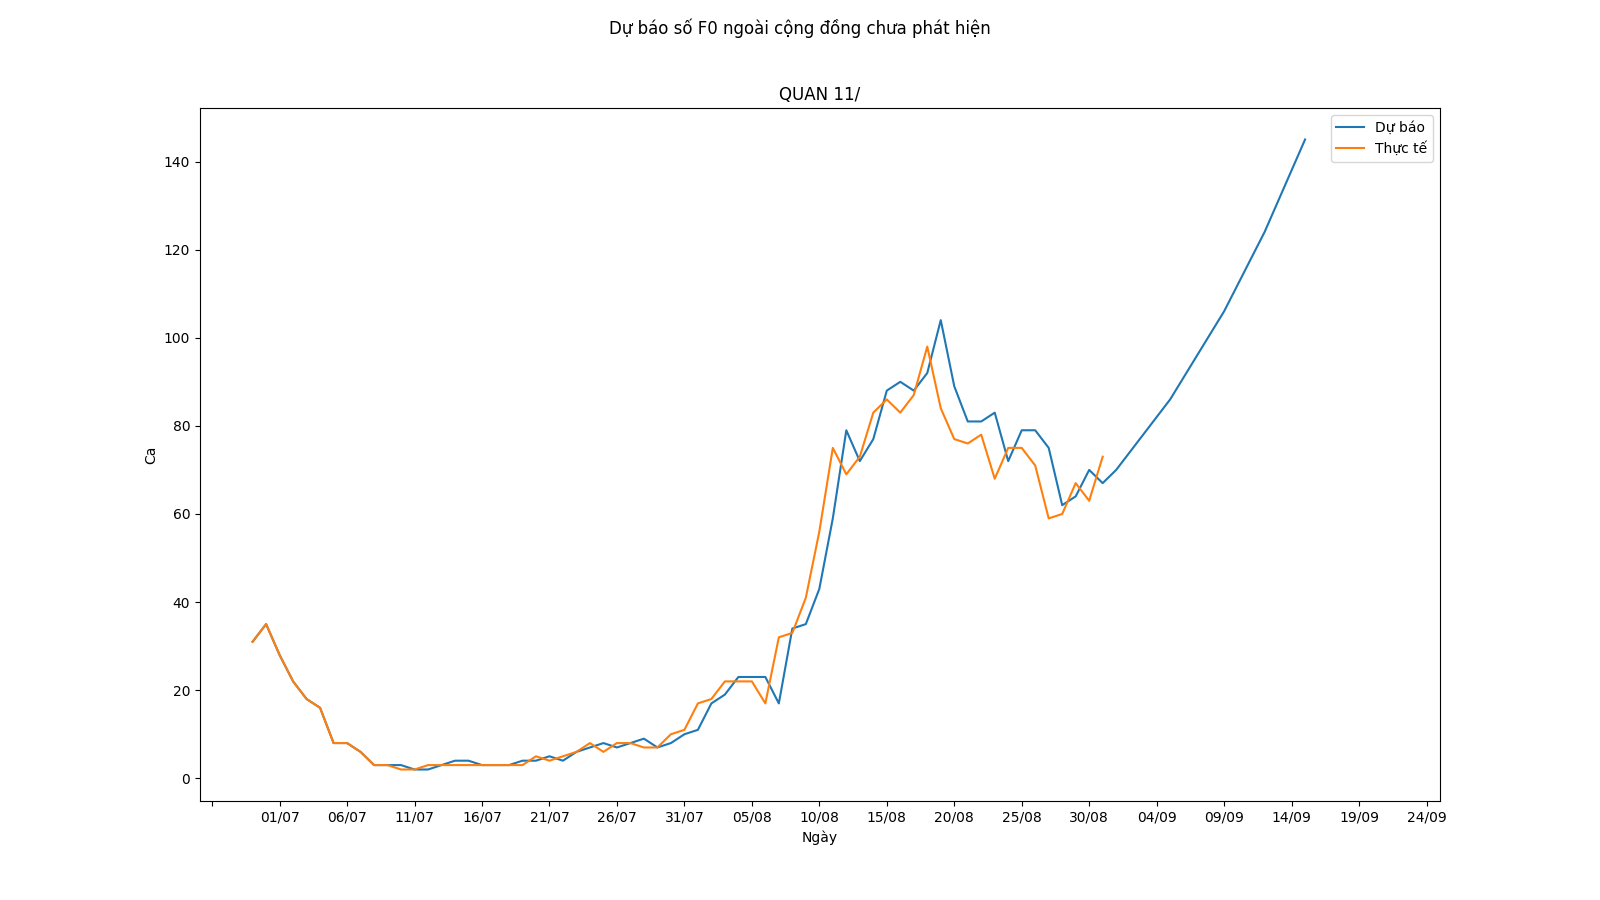 Dự báo số F0 ngoài cộng đồng chưa phát hiện
QUAN 11/
Dự báo
Thực tế
140
120
100
80
60
40
20
0
Ca
01/07 06/07 11/07 16/07 21/07 26/07 31/07 05/08 10/08 15/08 20/08 25/08 30/08 04/09 09/09 14/09 19/09 24/09
Ngày